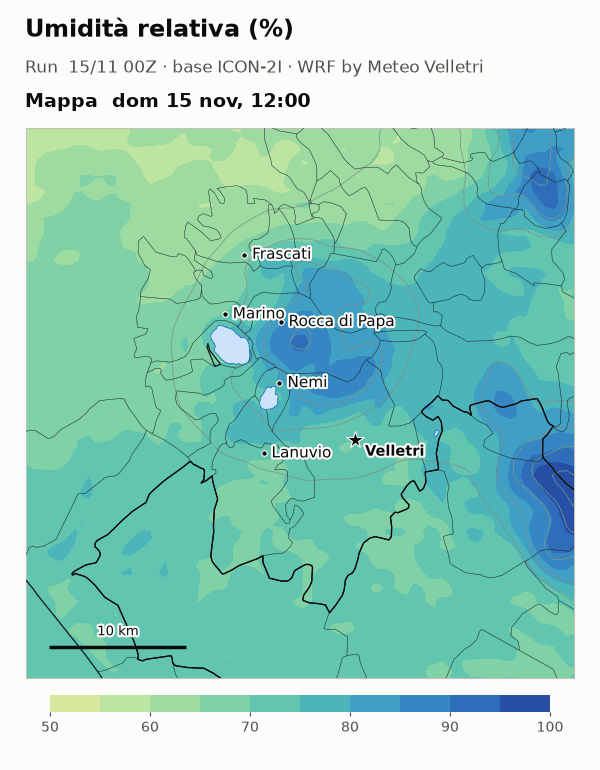 Umidità relativa (%)
Run  15/11 00Z · base ICON-2I · WRF by Meteo Velletri
Mappa  dom 15 nov, 12:00
Frascati
Marino
Rocca di Papa
Nemi
Velletri
Lanuvio
10 km
50 60 70 80 90 100